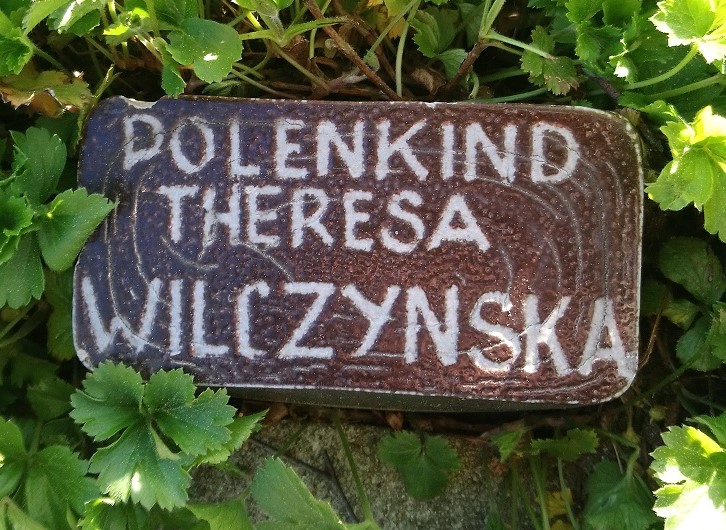 POLENKIND
THERESA
WILCZYNSKA